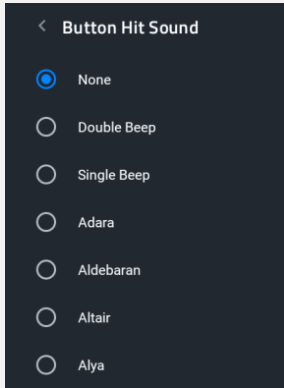 Button Hit Sound
None
Double Beep
Single Beep
Adara
Aldebaran
Altair
Alya